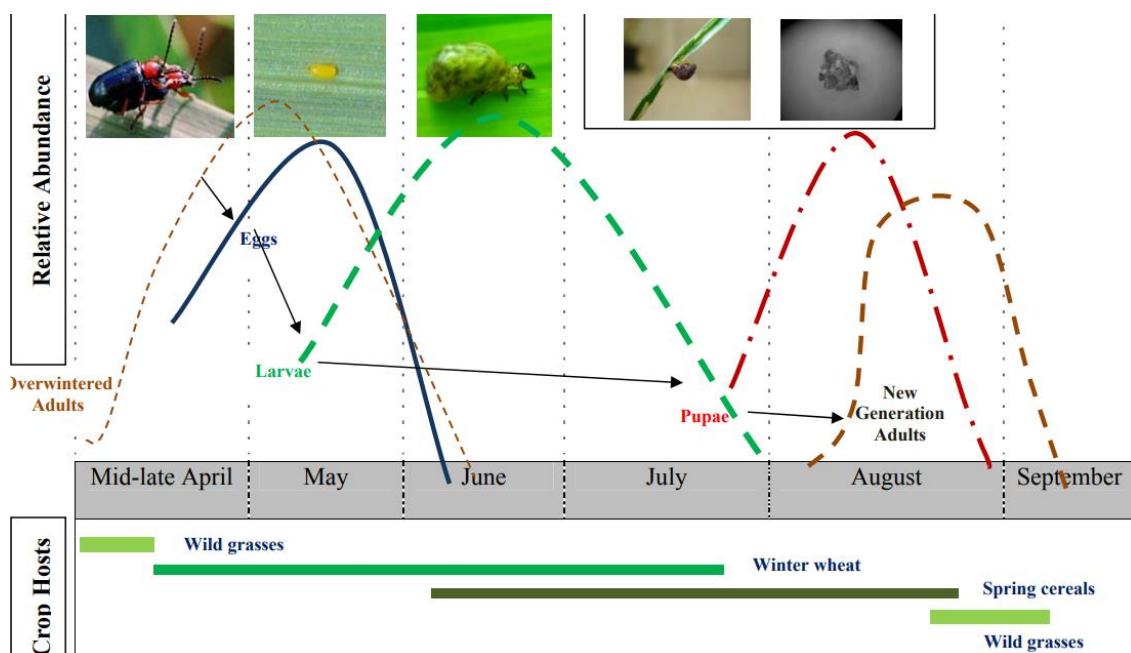 Relative Abundance
Eggs
Larvae
Overwintered
Adults
Pupae
New
Generation
Adults
Mid-late April
May
June
July
August
September
Crop Hosts
Wild grasses
Winter wheat
Spring cereals
Wild grasses